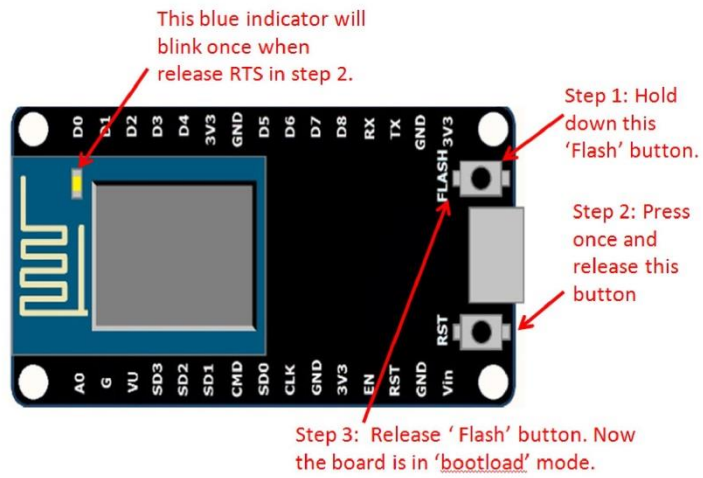 This blue indicator will
blink once when
release RTS in step 2.
Step 1: Hold
down this
‘Flash’ button.
D0
D1
D2
D3
D4
3V3
GND
D5
D6
D7
D8
RX
TX
GND
3V3
FLASH
Step 2: Press
once and
release this
button
RST
A0
G
VU
SD3
SD2
SD1
CMD
SD0
CLK
GND
3V3
EN
RST
GND
Vin
Step 3:  Release ‘ Flash’ button. Now
the board is in ‘bootload’ mode.